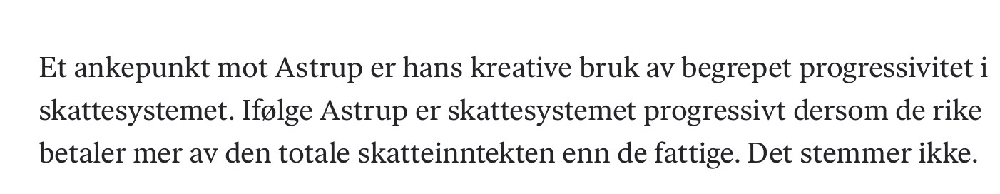 Et ankepunkt mot Astrup er hans kreative bruk av begrepet progressivitet i
skattesystemet. Ifølge Astrup er skattesystemet progressivt dersom de rike
betaler mer av den totale skatteinntekten enn de fattige. Det stemmer ikke.